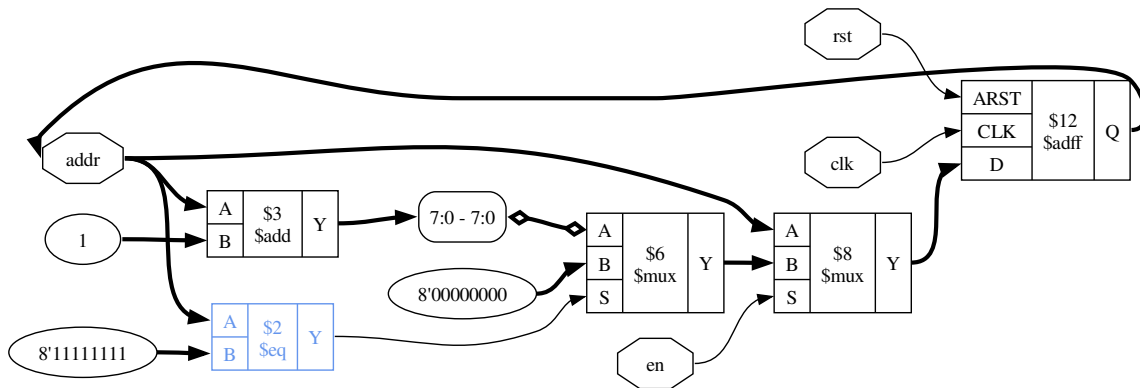 rst
ARST
CLK
D
$12
$adff
Q
clk
addr
A
B
$3
$add
Y
1
7:0 - 7:0
A
B
S
$6
$mux
Y
8'00000000
A
B
S
$8
$mux
Y
A
B
$2
$eq
Y
8'11111111
en